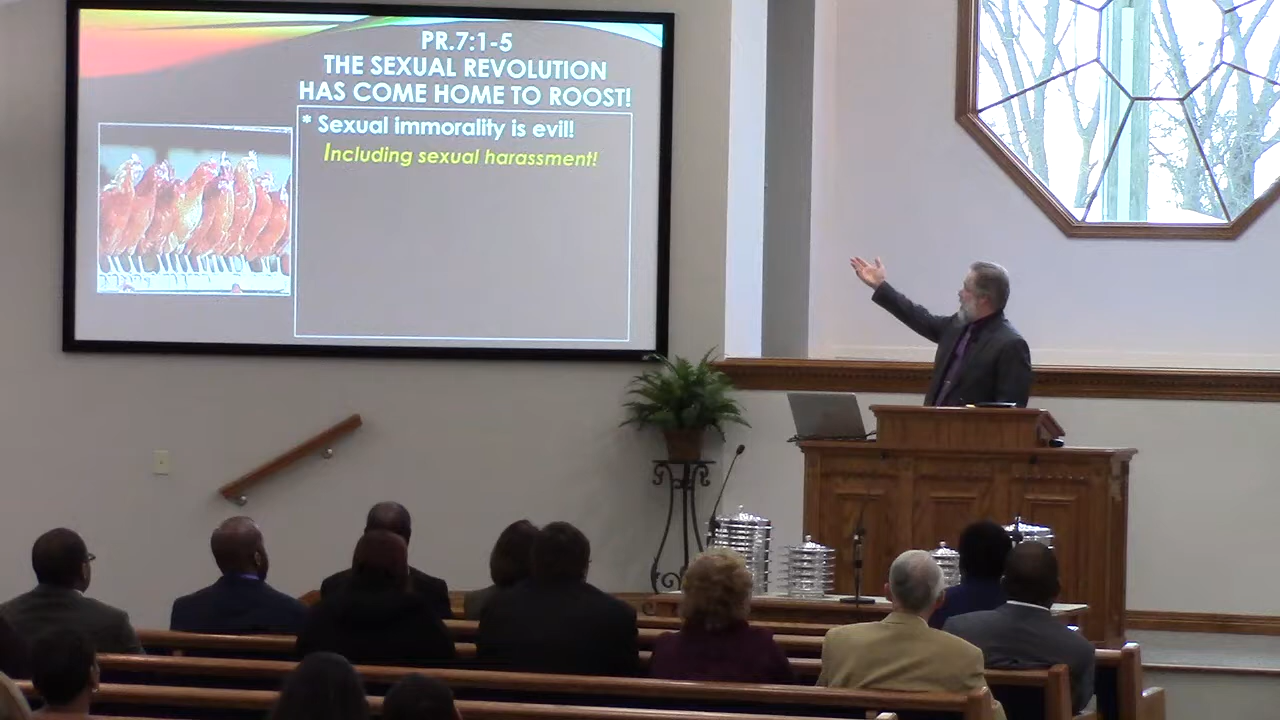 PR.7:1-5
THE SEXUAL REVOLUTION
HAS COME HOME TO ROOST!
* Sexual immorality is evil!
Including sexual harassment!